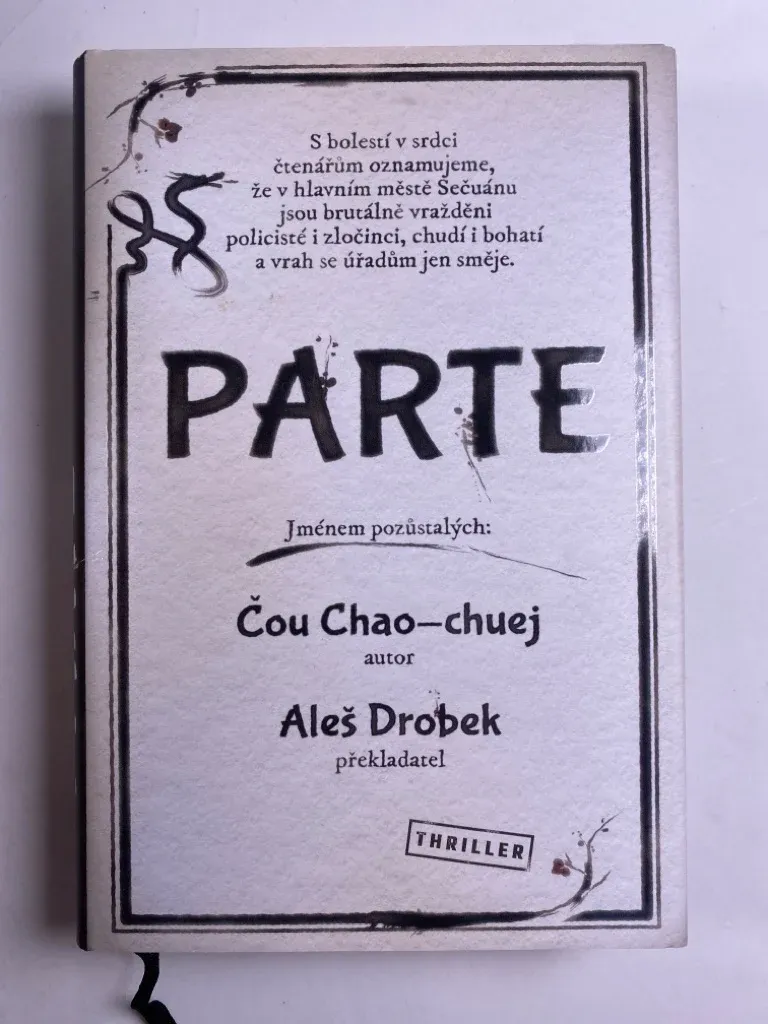 S bolestí v srdci
čtenářům oznamujeme,
že v hlavním městě Sečuánu
jsou brutálně vražděni
policisté i zločinci, chudí i bohatí
a vrah se úřadům jen směje.
PARTE
Jménem pozůstalých:
Čou Chao–chuej
autor
Aleš Drobek
překladatel
THRILLER